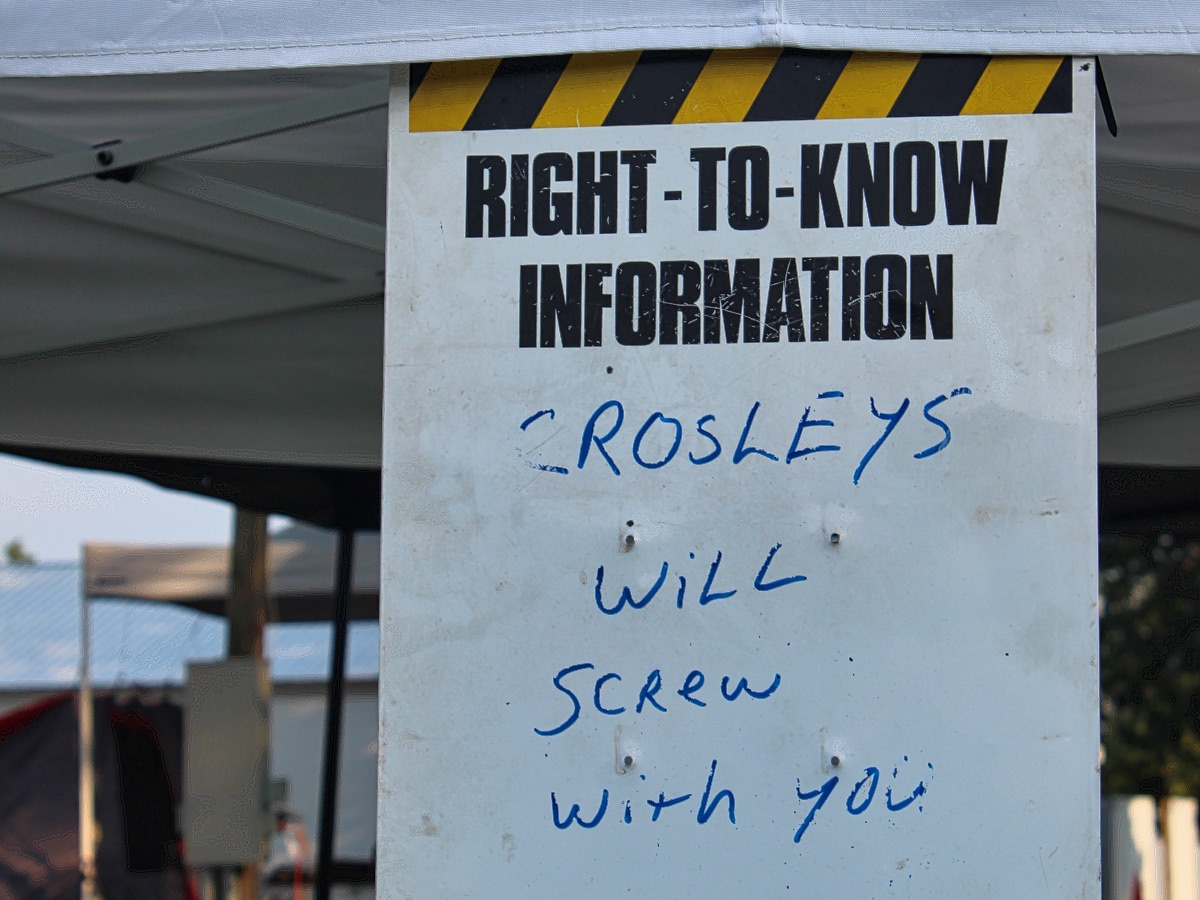 RIGHT-TO-KNOW
INFORMATION
CROSLEYS
WiLL
SCRew
with you